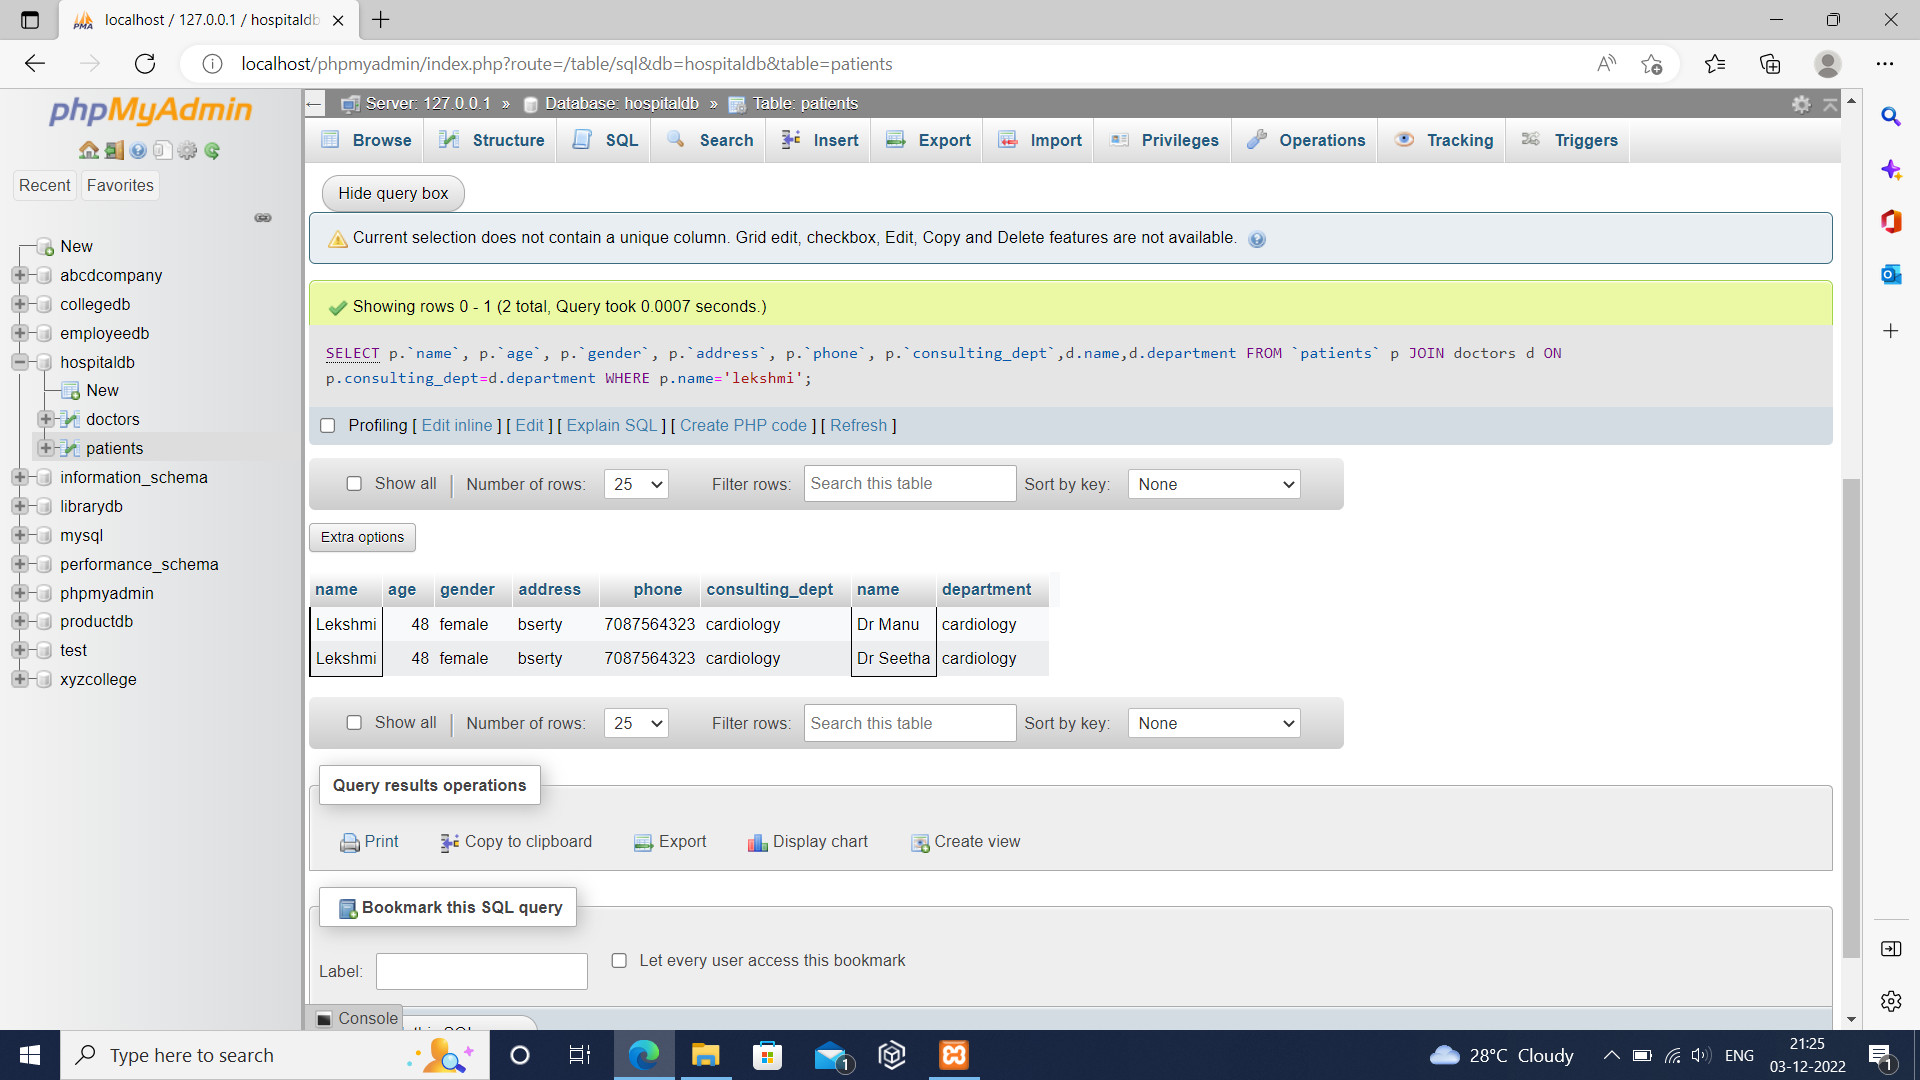 localhost / 127.0.0.1 / hospitaldb
localhost/phpmyadmin/index.php?route=/table/sql&db=hospitaldb&table=patients
phpMyAdmin
Recent Favorites
New
abcdcompany
collegedb
employeedb
hospitaldb
New
doctors
patients
information_schema
librarydb
mysql
performance_schema
phpmyadmin
productdb
test
xyzcollege
Server: 127.0.0.1 » Database: hospitaldb » Table: patients
Browse Structure SQL Search Insert Export Import Privileges Operations Tracking Triggers
Hide query box
Current selection does not contain a unique column. Grid edit, checkbox, Edit, Copy and Delete features are not available.
Showing rows 0 - 1 (2 total, Query took 0.0007 seconds.)
SELECT p.`name`, p.`age`, p.`gender`, p.`address`, p.`phone`, p.`consulting_dept`,d.name,d.department FROM `patients` p JOIN doctors d ON
p.consulting_dept=d.department WHERE p.name='lekshmi';
Profiling [ Edit inline ] [ Edit ] [ Explain SQL ] [ Create PHP code ] [ Refresh ]
Show all Number of rows: 25 Filter rows: Search this table Sort by key: None
Extra options
name age gender address phone consulting_dept name department
Lekshmi 48 female bserty 7087564323 cardiology Dr Manu cardiology
Lekshmi 48 female bserty 7087564323 cardiology Dr Seetha cardiology
Show all Number of rows: 25 Filter rows: Search this table Sort by key: None
Query results operations
Print Copy to clipboard Export Display chart Create view
Bookmark this SQL query
Label: Let every user access this bookmark
Console
Type here to search
1
28°C Cloudy
ENG
21:25
03-12-2022
1